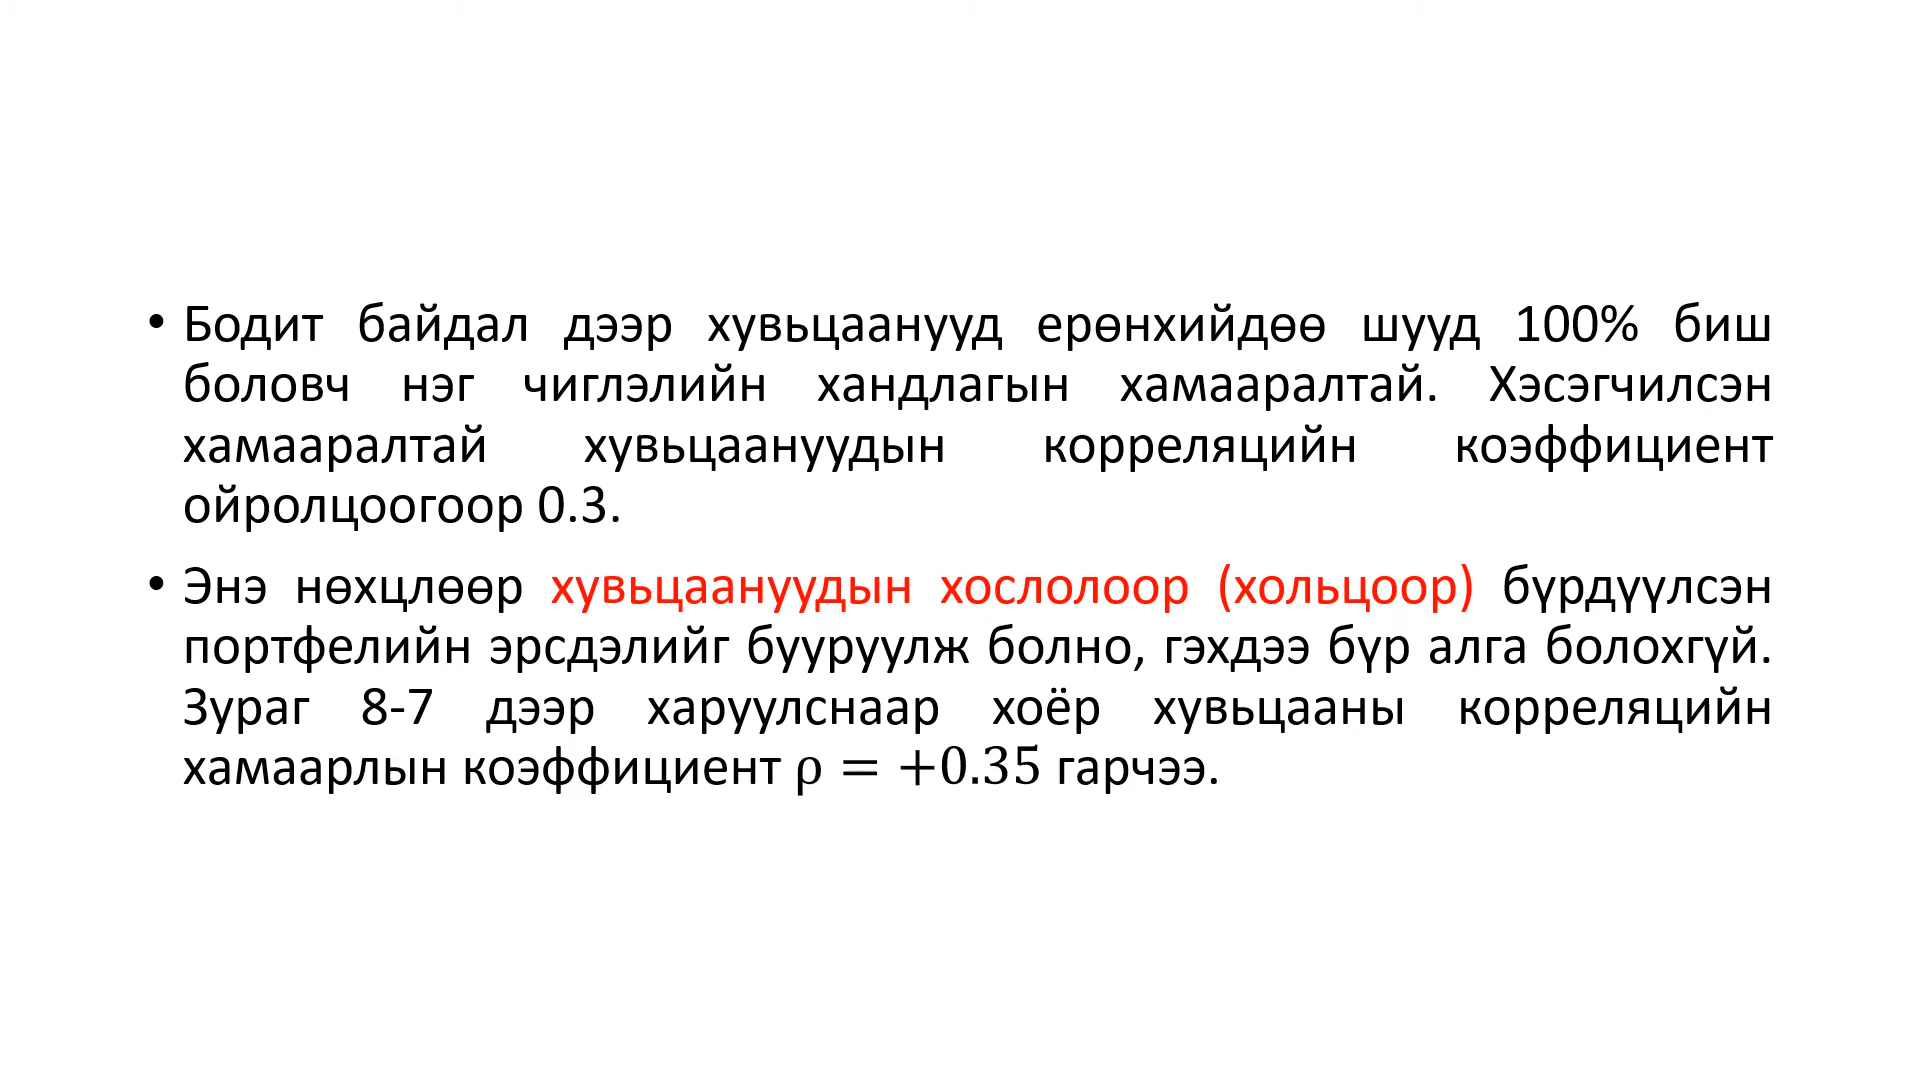 • Бодит байдал дээр хувьцаанууд ерөнхийдөө шууд 100% биш
боловч нэг чиглэлийн хандлагын хамааралтай. Хэсэгчилсэн
хамааралтай хувьцаануудын корреляцийн коэффициент
ойролцоогоор 0.3.
• Энэ нөхцлөөр хувьцаануудын хослолоор (хольцоор) бүрдүүлсэн
портфелийн эрсдэлийг бууруулж болно, гэхдээ бүр алга болохгүй.
Зураг 8-7 дээр харуулснаар хоёр хувьцааны корреляцийн
хамаарлын коэффициент ρ = +0.35 гарчээ.